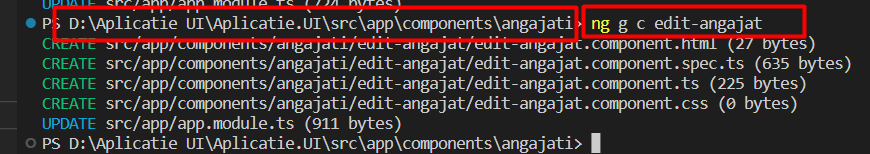 UPDATE src/app/app.module.ts (724 bytes)
PS D:\Aplicatie UI\Aplicatie.UI\src\app\components\angajati> ng g c edit-angajat
CREATE src/app/components/angajati/edit-angajat/edit-angajat.component.html (27 bytes)
CREATE src/app/components/angajati/edit-angajat/edit-angajat.component.spec.ts (635 bytes)
CREATE src/app/components/angajati/edit-angajat/edit-angajat.component.ts (225 bytes)
CREATE src/app/components/angajati/edit-angajat/edit-angajat.component.css (0 bytes)
UPDATE src/app/app.module.ts (911 bytes)
PS D:\Aplicatie UI\Aplicatie.UI\src\app\components\angajati>